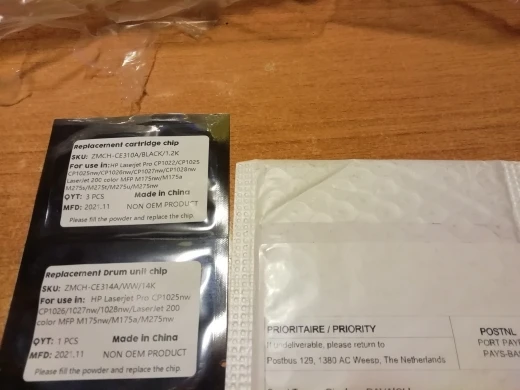 Replacement cartridge chip
SKU: ZMCH-CE310A/BLACK/1.2K
For use in: HP Laserjet Pro CP1022/CP1025
CP1025nw/CP1026nw/CP1027nw/CP1028nw
LaserJet 200 color MFP M175nw/M175a
M275s/M275t/M275u/M275nw
QTY: 3 PCS Made in China
MFD: 2021.11 NON OEM PRODUCT
Please fill the powder and replace the chip.
Replacement Drum unit chip
SKU: ZMCH-CE314A/WW/14K
For use in: HP Laserjet Pro CP1025nw
CP1026/1027nw/1028nw/LaserJet 200
color MFP M175nw/M175a/M275nw
QTY: 1 PCS Made in China
MFD: 2021.11 NON OEM PRODUCT
Please fill the powder and replace the chip.
PRIORITAIRE / PRIORITY
If undeliverable, please return to
Postbus 129, 1380 AC Weesp, The Netherlands
POSTNL
PORT PAY
PAYS-BA